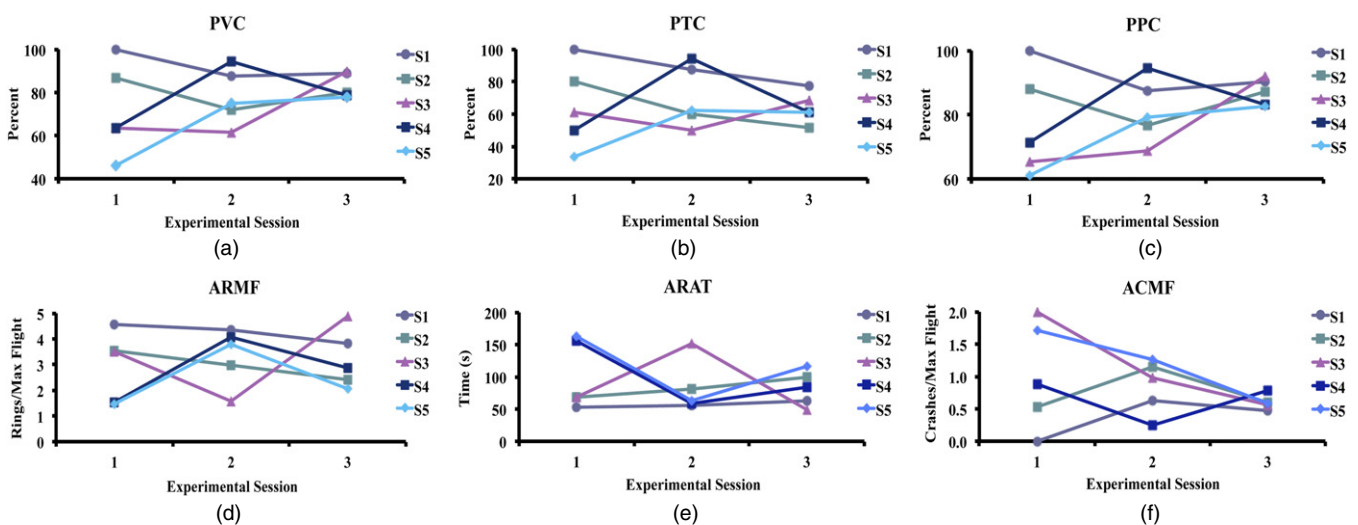 PVC
100
80
60
40
Percent
1 2 3
Experimental Session
S1
S2
S3
S4
S5
(a)
PTC
100
80
60
40
20
Percent
1 2 3
Experimental Session
S1
S2
S3
S4
S5
(b)
PPC
100
80
60
Percent
1 2 3
Experimental Session
S1
S2
S3
S4
S5
(c)
ARMF
5
4
3
2
1
0
Rings/Max Flight
1 2 3
Experimental Session
S1
S2
S3
S4
S5
(d)
ARAT
200
150
100
50
0
Time (s)
1 2 3
Experimental Session
S1
S2
S3
S4
S5
(e)
ACMF
2.0
1.5
1.0
0.5
0.0
Crashes/Max Flight
1 2 3
Experimental Session
S1
S2
S3
S4
S5
(f)